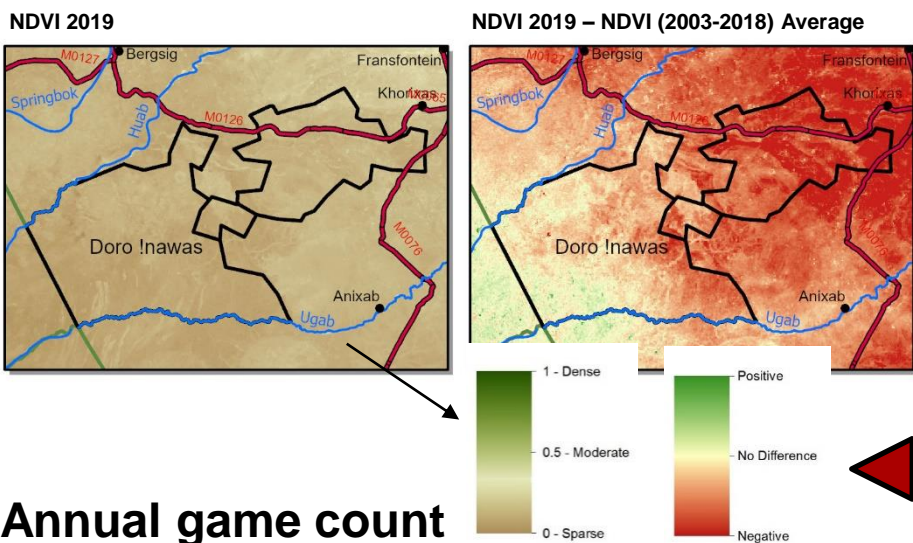 NDVI 2019
NDVI 2019 – NDVI (2003-2018) Average
M0127
Bergsig
Fransfontein
Springbok
Huab
Khorixas
M0126
Doro !nawas
M0076
Anixab
Ugab
M0127
Bergsig
Fransfontein
Springbok
Huab
Khorixas
M0126
Doro !nawas
M0076
Anixab
Ugab
1 - Dense
0.5 - Moderate
0 - Sparse
Positive
No Difference
Negative
Annual game count